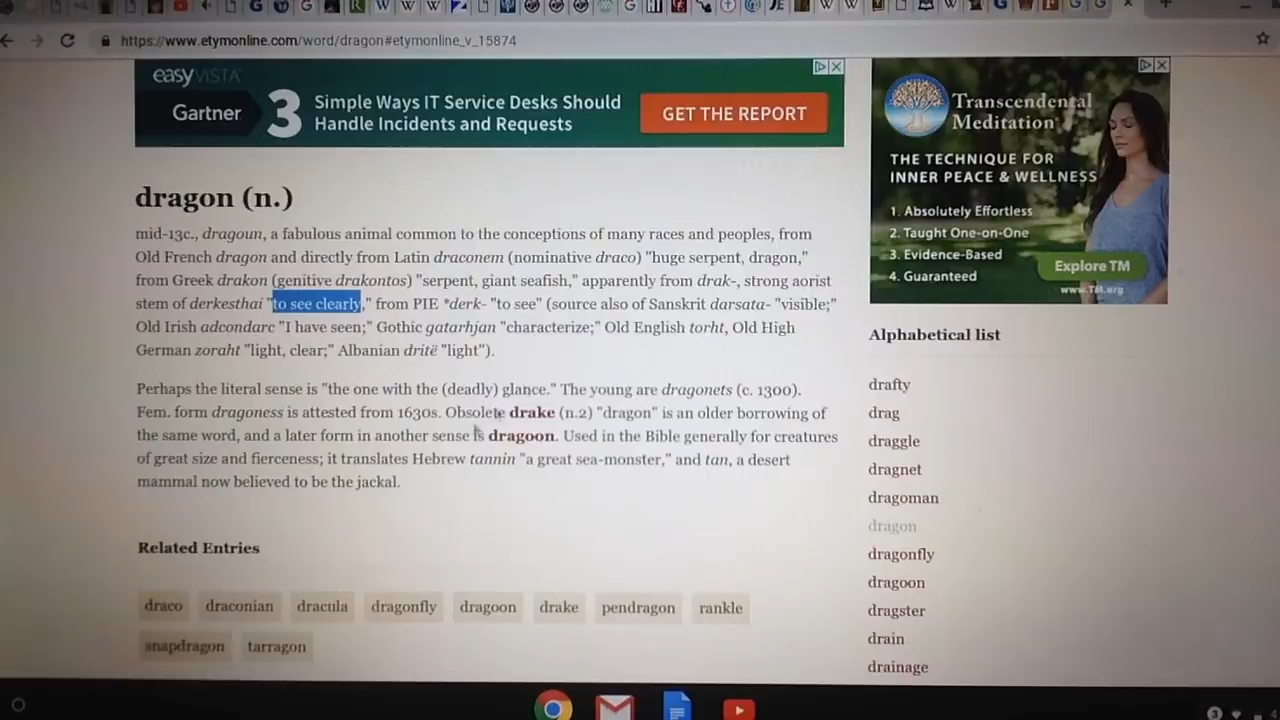 https://www.etymonline.com/word/dragon#etymonline_v_15874
easyVISTA
Gartner
3
Simple Ways IT Service Desks Should
Handle Incidents and Requests
GET THE REPORT
Transcendental
Meditation
THE TECHNIQUE FOR
INNER PEACE & WELLNESS
1. Absolutely Effortless
2. Taught One-on-One
3. Evidence-Based
4. Guaranteed
Explore TM
www.TM.org
dragon (n.)
mid-13c., dragoun, a fabulous animal common to the conceptions of many races and peoples, from
Old French dragon and directly from Latin draconem (nominative draco) "huge serpent, dragon,"
from Greek drakon (genitive drakontos) "serpent, giant seafish," apparently from drak-, strong aorist
stem of derkesthai "to see clearly," from PIE *derk- "to see" (source also of Sanskrit darsata- "visible;"
Old Irish adcondarc "I have seen;" Gothic gatarhjan "characterize;" Old English torht, Old High
German zoraht "light, clear;" Albanian dritë "light").
Perhaps the literal sense is "the one with the (deadly) glance." The young are dragonets (c. 1300).
Fem. form dragoness is attested from 1630s. Obsolete drake (n.2) "dragon" is an older borrowing of
the same word, and a later form in another sense is dragoon. Used in the Bible generally for creatures
of great size and fierceness; it translates Hebrew tannin "a great sea-monster," and tan, a desert
mammal now believed to be the jackal.
Related Entries
draco draconian dracula dragonfly dragoon drake pendragon rankle
snapdragon tarragon
Alphabetical list
drafty
drag
draggle
dragnet
dragoman
dragon
dragonfly
dragoon
dragster
drain
drainage